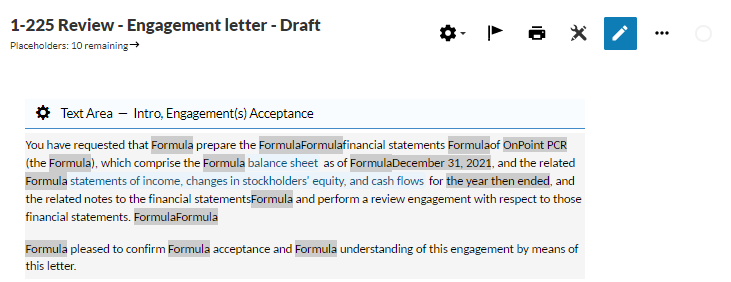 1-225 Review - Engagement letter - Draft
Placeholders: 10 remaining→
Text Area — Intro, Engagement(s) Acceptance
You have requested that Formula prepare the FormulaFormulafinancial statements Formulaof OnPoint PCR
(the Formula), which comprise the Formula balance sheet as of FormulaDecember 31, 2021, and the related
Formula statements of income, changes in stockholders' equity, and cash flows for the year then ended, and
the related notes to the financial statementsFormula and perform a review engagement with respect to those
financial statements. FormulaFormula
Formula pleased to confirm Formula acceptance and Formula understanding of this engagement by means of
this letter.